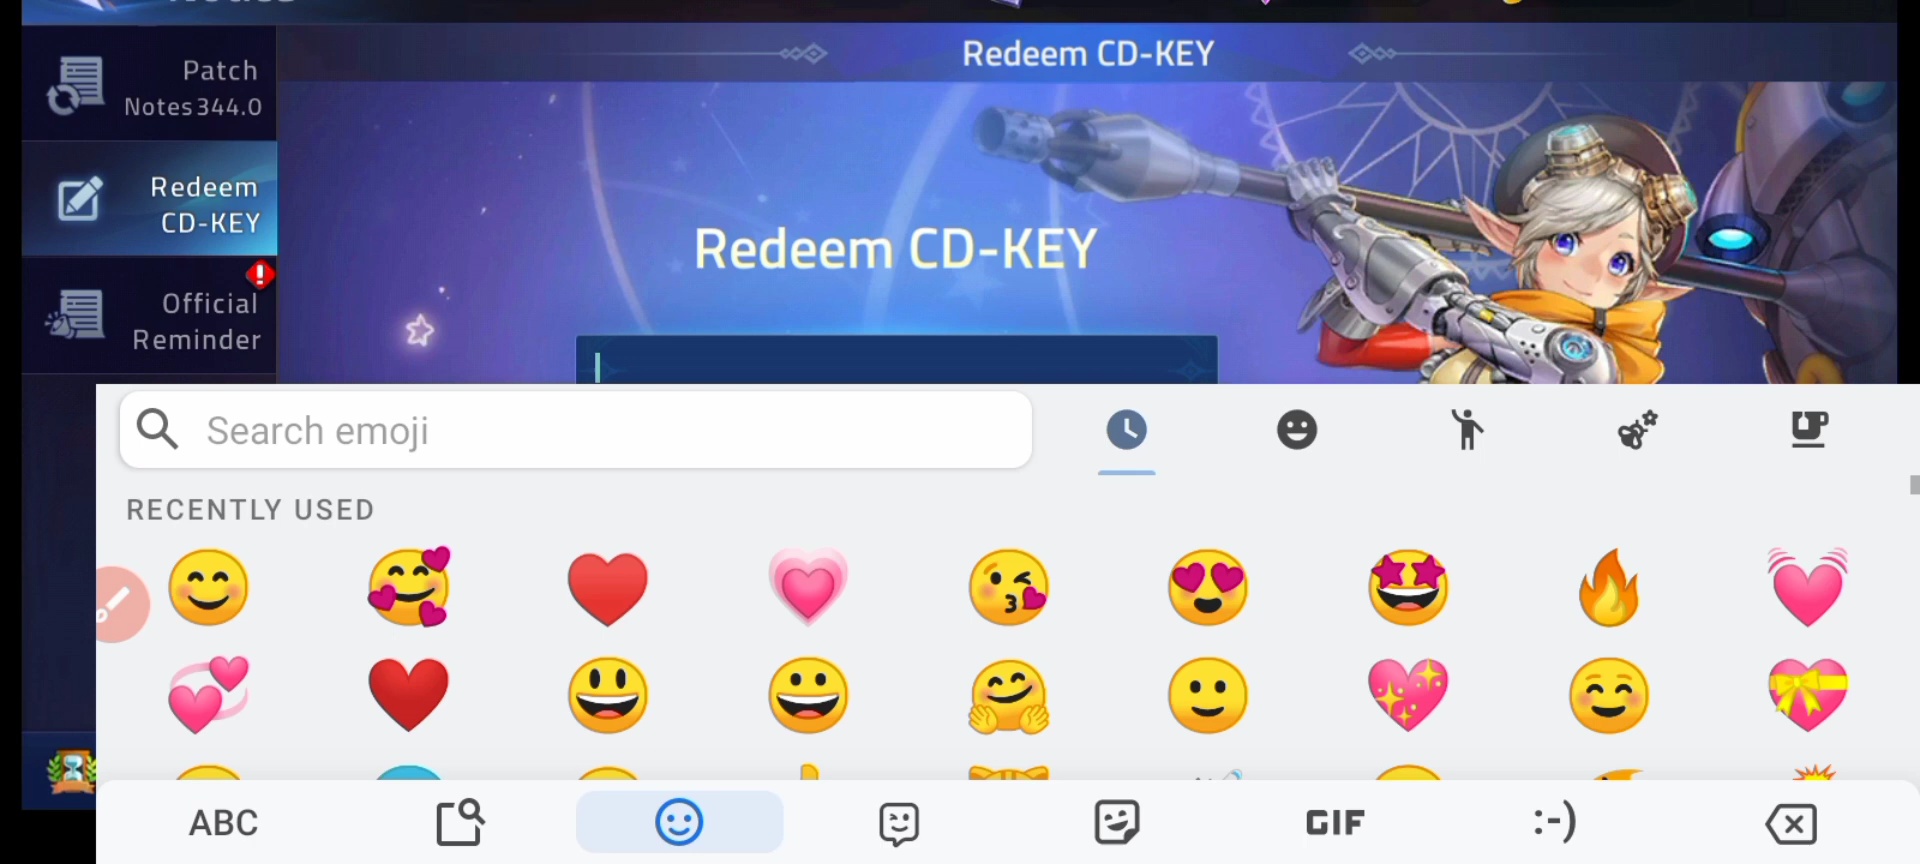 Redeem CD-KEY
Patch
Notes344.0
Redeem
CD-KEY
Official
Reminder
Redeem CD-KEY
Search emoji
RECENTLY USED
ABC
GIF
:-)